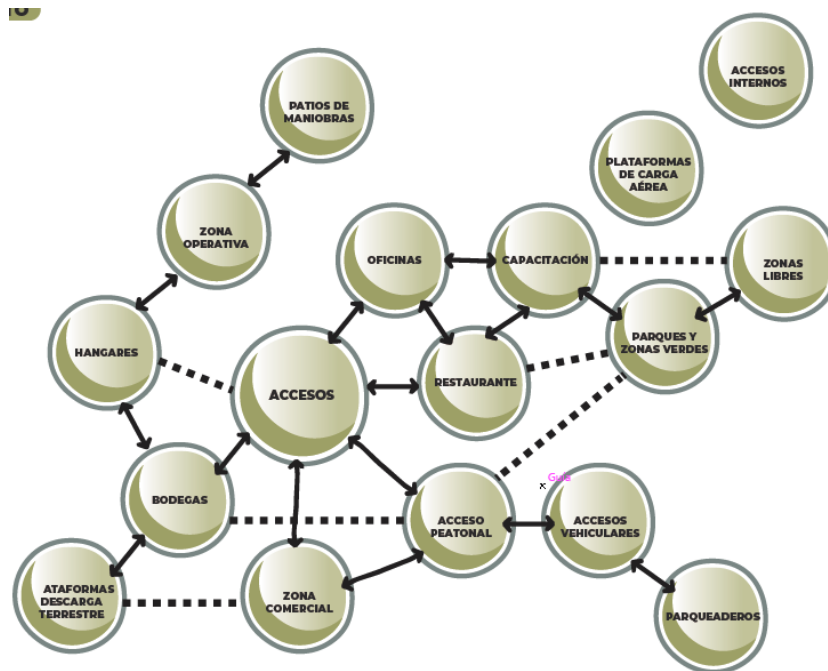 PATIOS DE
MANIOBRAS
ACCESOS
INTERNOS
PLATAFORMAS
DE CARGA
AÉREA
ZONA
OPERATIVA
OFICINAS
CAPACITACIÓN
ZONAS
LIBRES
HANGARES
PARQUES Y
ZONAS VERDES
ACCESOS
RESTAURANTE
BODEGAS
Guía
ACCESO
PEATONAL
ACCESOS
VEHICULARES
ATAFORMAS
DESCARGA
TERRESTRE
ZONA
COMERCIAL
PARQUEADEROS